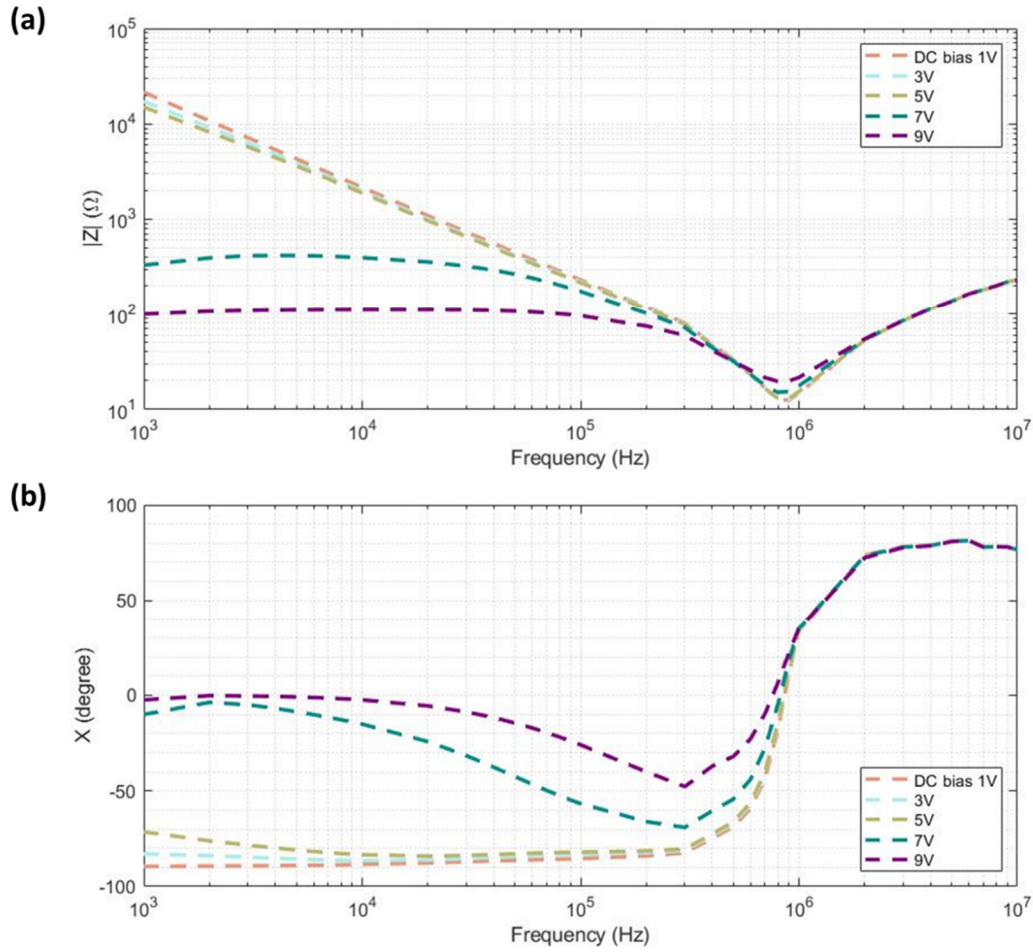 (a)
10^5
10^4
10^3
10^2
10^1
|Z| (Ω)
DC bias 1V
3V
5V
7V
9V
10^3
10^4
10^5
10^6
10^7
Frequency (Hz)
(b)
100
50
0
-50
-100
X (degree)
DC bias 1V
3V
5V
7V
9V
10^3
10^4
10^5
10^6
10^7
Frequency (Hz)